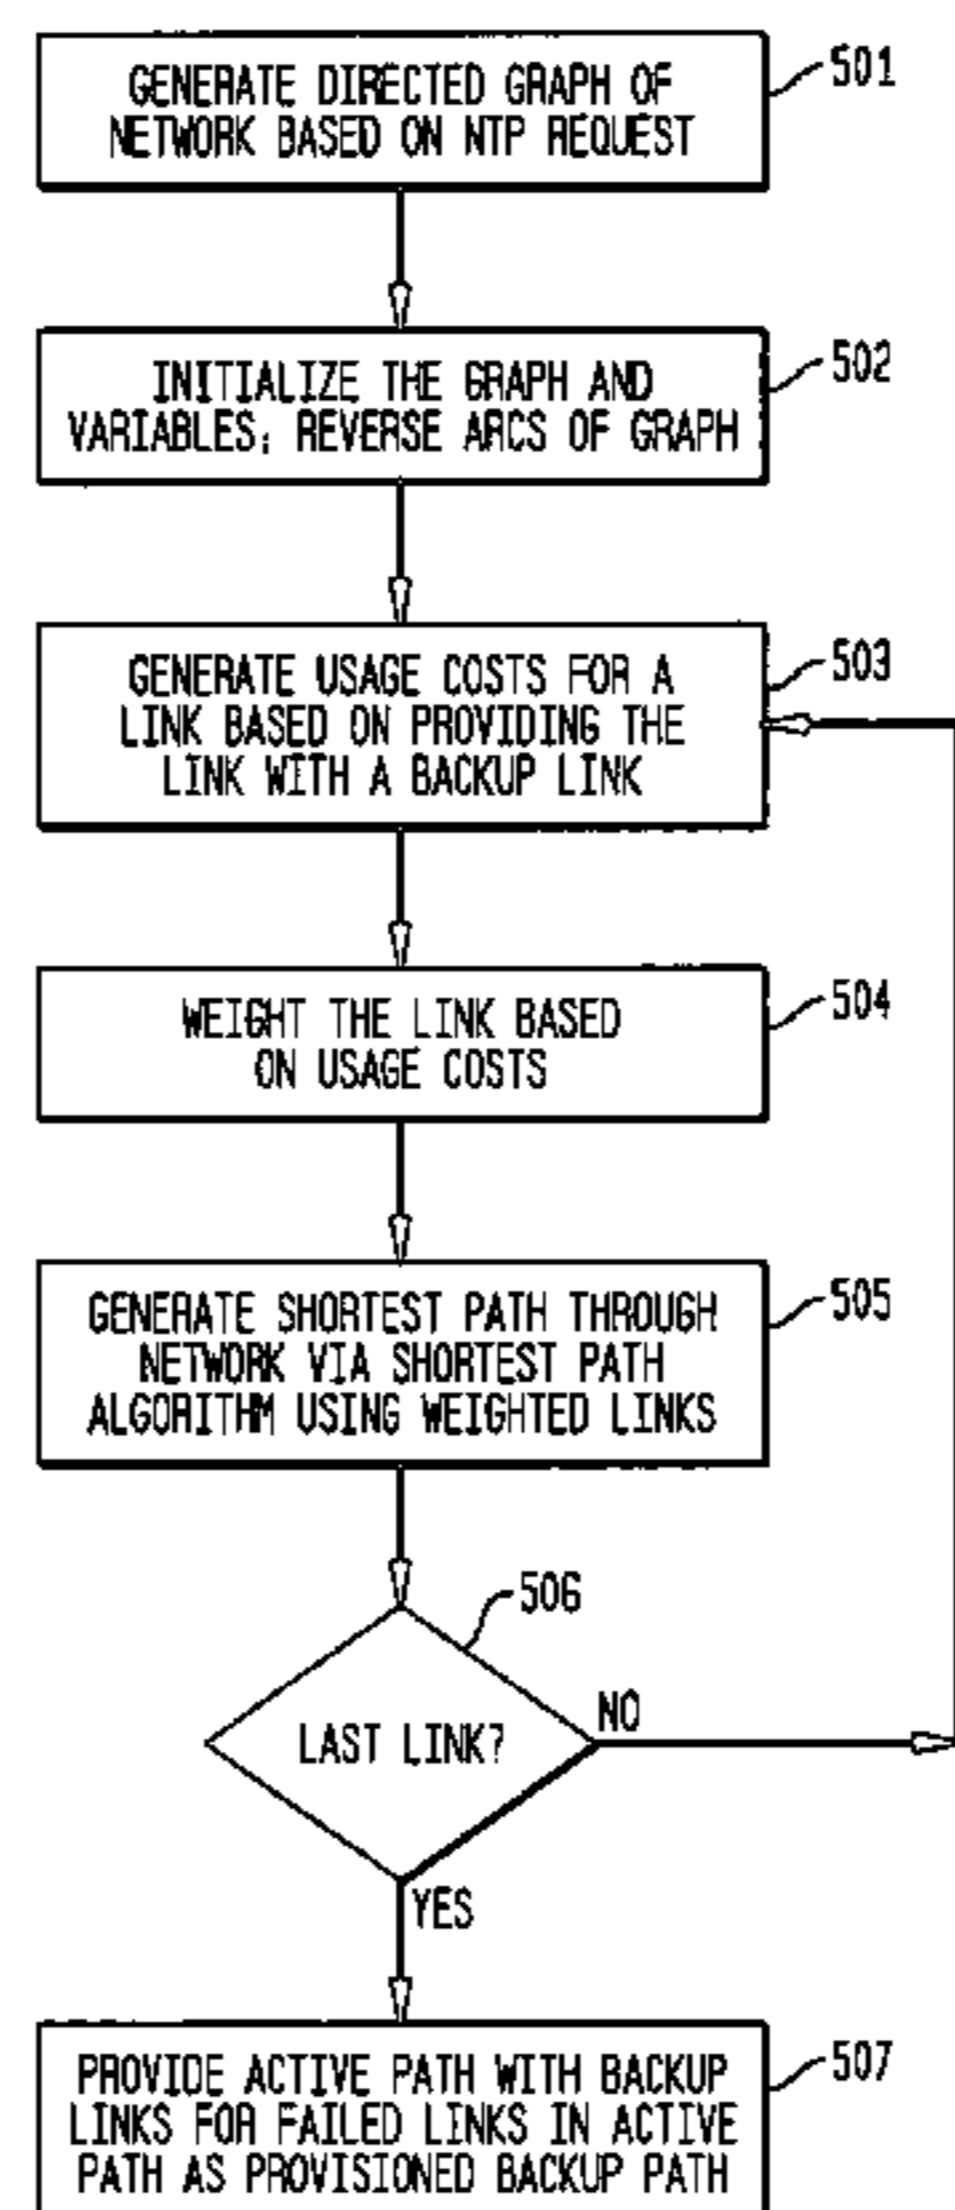 GENERATE DIRECTED GRAPH OF
NETWORK BASED ON NTP REQUEST
501
INITIALIZE THE GRAPH AND
VARIABLES; REVERSE ARCS OF GRAPH
502
GENERATE USAGE COSTS FOR A
LINK BASED ON PROVIDING THE
LINK WITH A BACKUP LINK
503
WEIGHT THE LINK BASED
ON USAGE COSTS
504
GENERATE SHORTEST PATH THROUGH
NETWORK VIA SHORTEST PATH
ALGORITHM USING WEIGHTED LINKS
505
506
LAST LINK?
NO
YES
PROVIDE ACTIVE PATH WITH BACKUP
LINKS FOR FAILED LINKS IN ACTIVE
PATH AS PROVISIONED BACKUP PATH
507